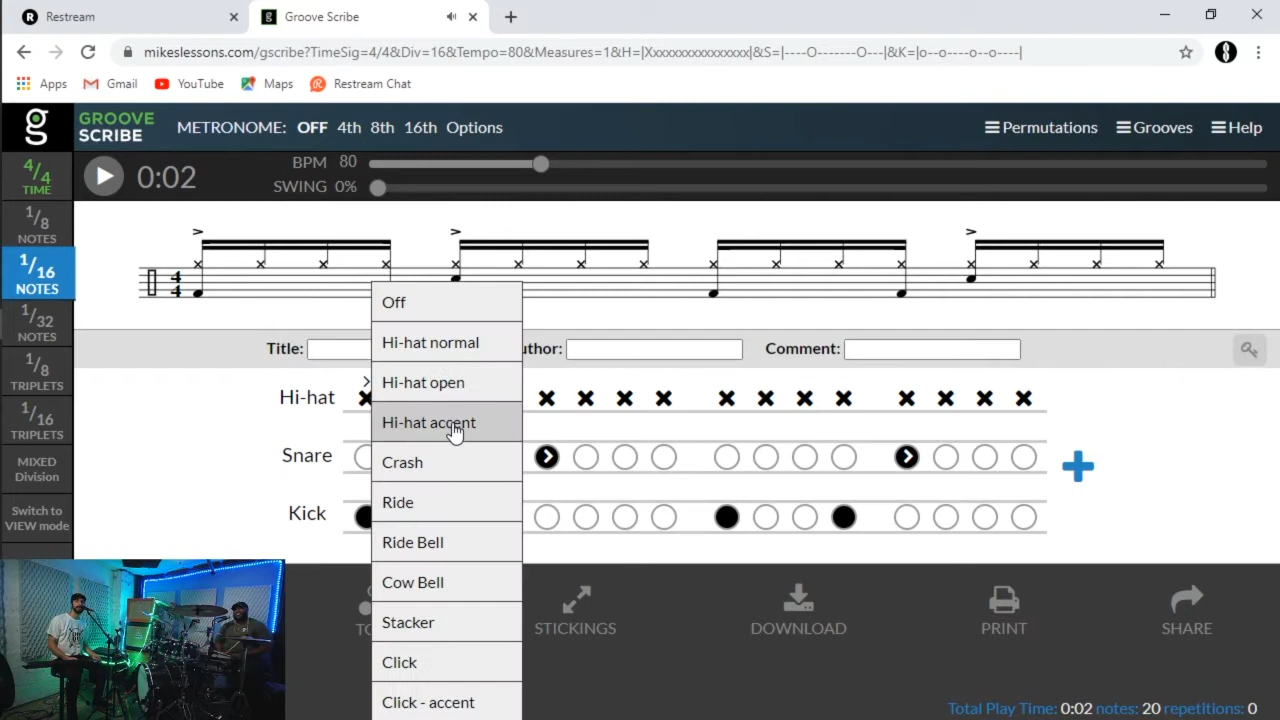 Restream
Groove Scribe
mikeslessons.com/gscribe?TimeSig=4/4&Div=16&Tempo=80&Measures=1&H=|Xxxxxxxxxxxxxxxx|&S=|----O-------O---|&K=|o--o----o--o----|
Apps
Gmail
YouTube
Maps
Restream Chat
g GROOVE SCRIBE
METRONOME: OFF 4th 8th 16th Options
Permutations
Grooves
Help
4/4 TIME
0:02
BPM 80
SWING 0%
1/8 NOTES
1/16 NOTES
1/32 NOTES
1/8 TRIPLETS
1/16 TRIPLETS
MIXED Division
Switch to VIEW mode
4
4
Title:
Comment:
Hi-hat
Snare
Kick
Off
Hi-hat normal
Hi-hat open
Hi-hat accent
Crash
Ride
Ride Bell
Cow Bell
Stacker
Click
Click - accent
STICKINGS
DOWNLOAD
PRINT
SHARE
Total Play Time: 0:02 notes: 20 repetitions: 0